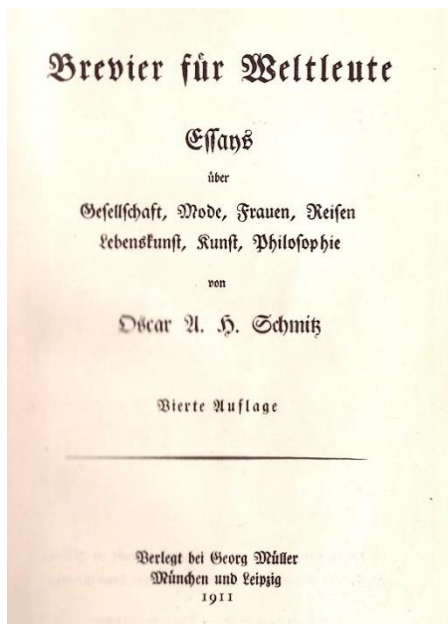 Brevier für Weltleute
Essays
über
Gesellschaft, Mode, Frauen, Reisen
Lebenskunst, Kunst, Philosophie
von
Oscar A. H. Schmitz
Vierte Auflage
Verlegt bei Georg Müller
München und Leipzig
1911